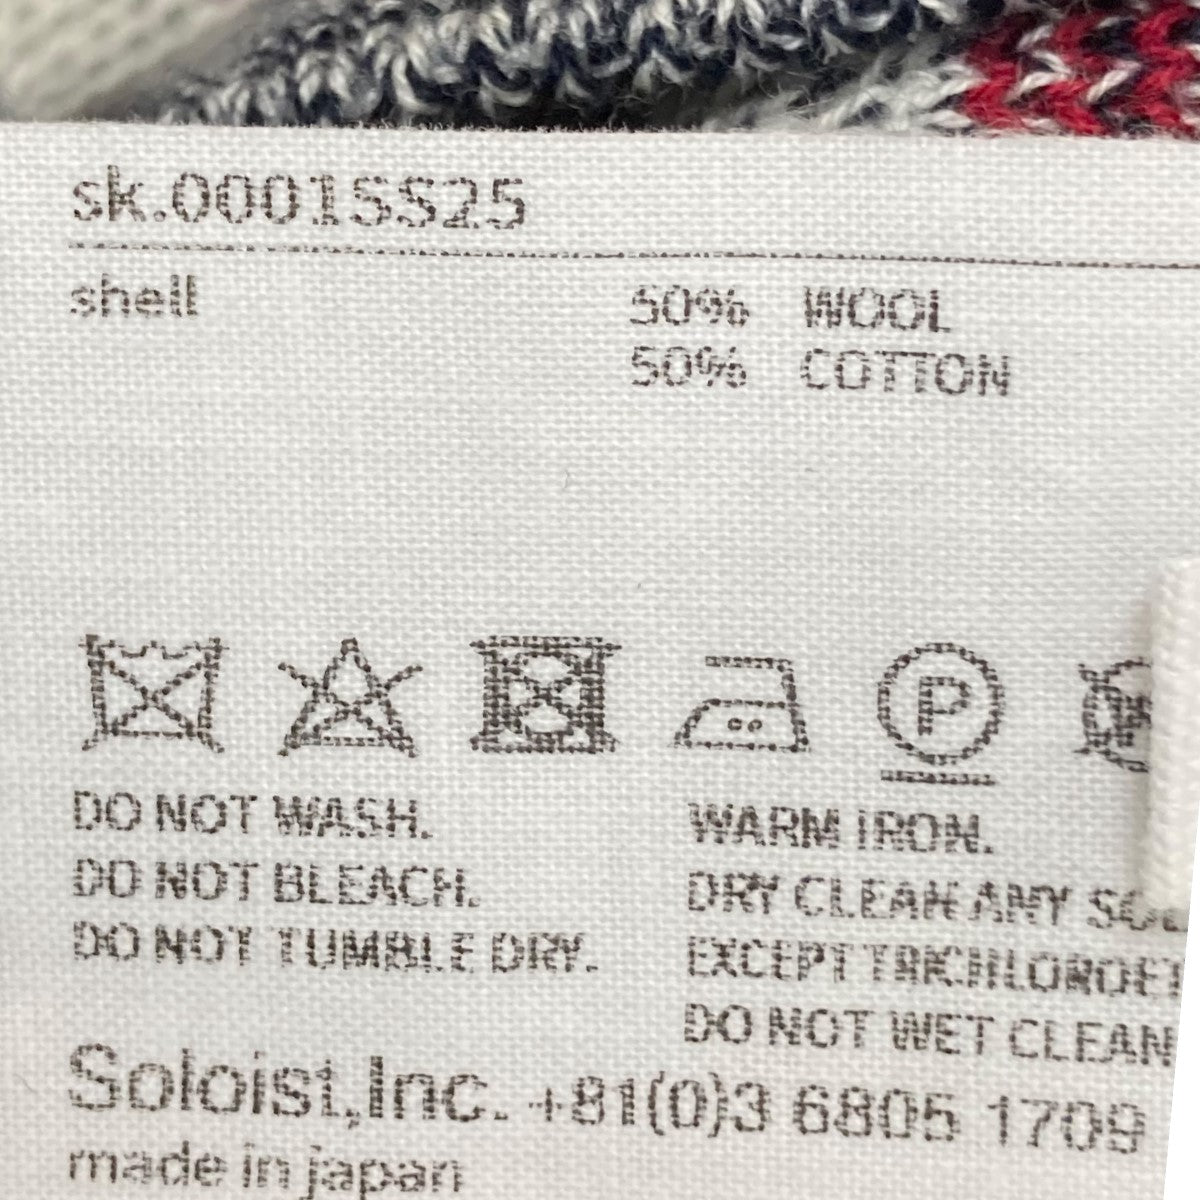 sk.0001SS25
shell 50% WOOL
50% COTTON
P
DO NOT WASH.
DO NOT BLEACH.
DO NOT TUMBLE DRY.
WARM IRON.
DRY CLEAN ANY
EXCEPT
DO NOT WET CLEAN
Soloist,Inc. +81(0)3 6805 1709
made in japan